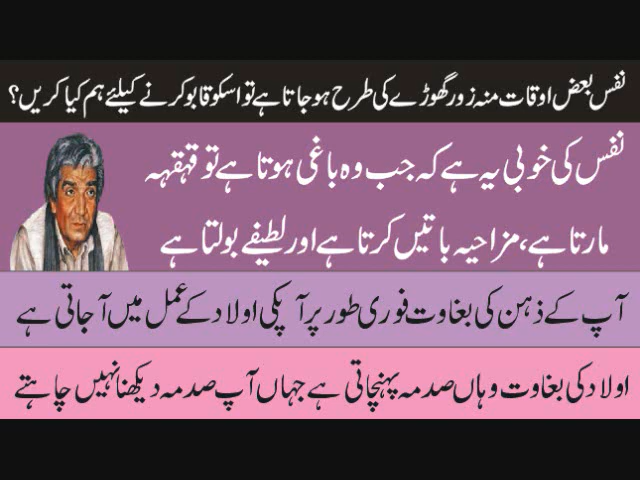 نفس بعض اوقات منہ زور گھوڑے کی طرح ہو جاتا ہے تو اسکو قابو کرنے کیلئے ہم کیا کریں؟
نفس کی خوبی یہ ہے کہ جب وہ باغی ہوتا ہے تو قہقہہ
مارتا ہے، مزاحیہ باتیں کرتا ہے اور لطیفے بولتا ہے
آپ کے ذہن کی بغاوت فوری طور پر آپکی اولاد کے عمل میں آ جاتی ہے
اولاد کی بغاوت وہاں صدمہ پہنچاتی ہے جہاں آپ صدمہ دیکھنا نہیں چاہتے